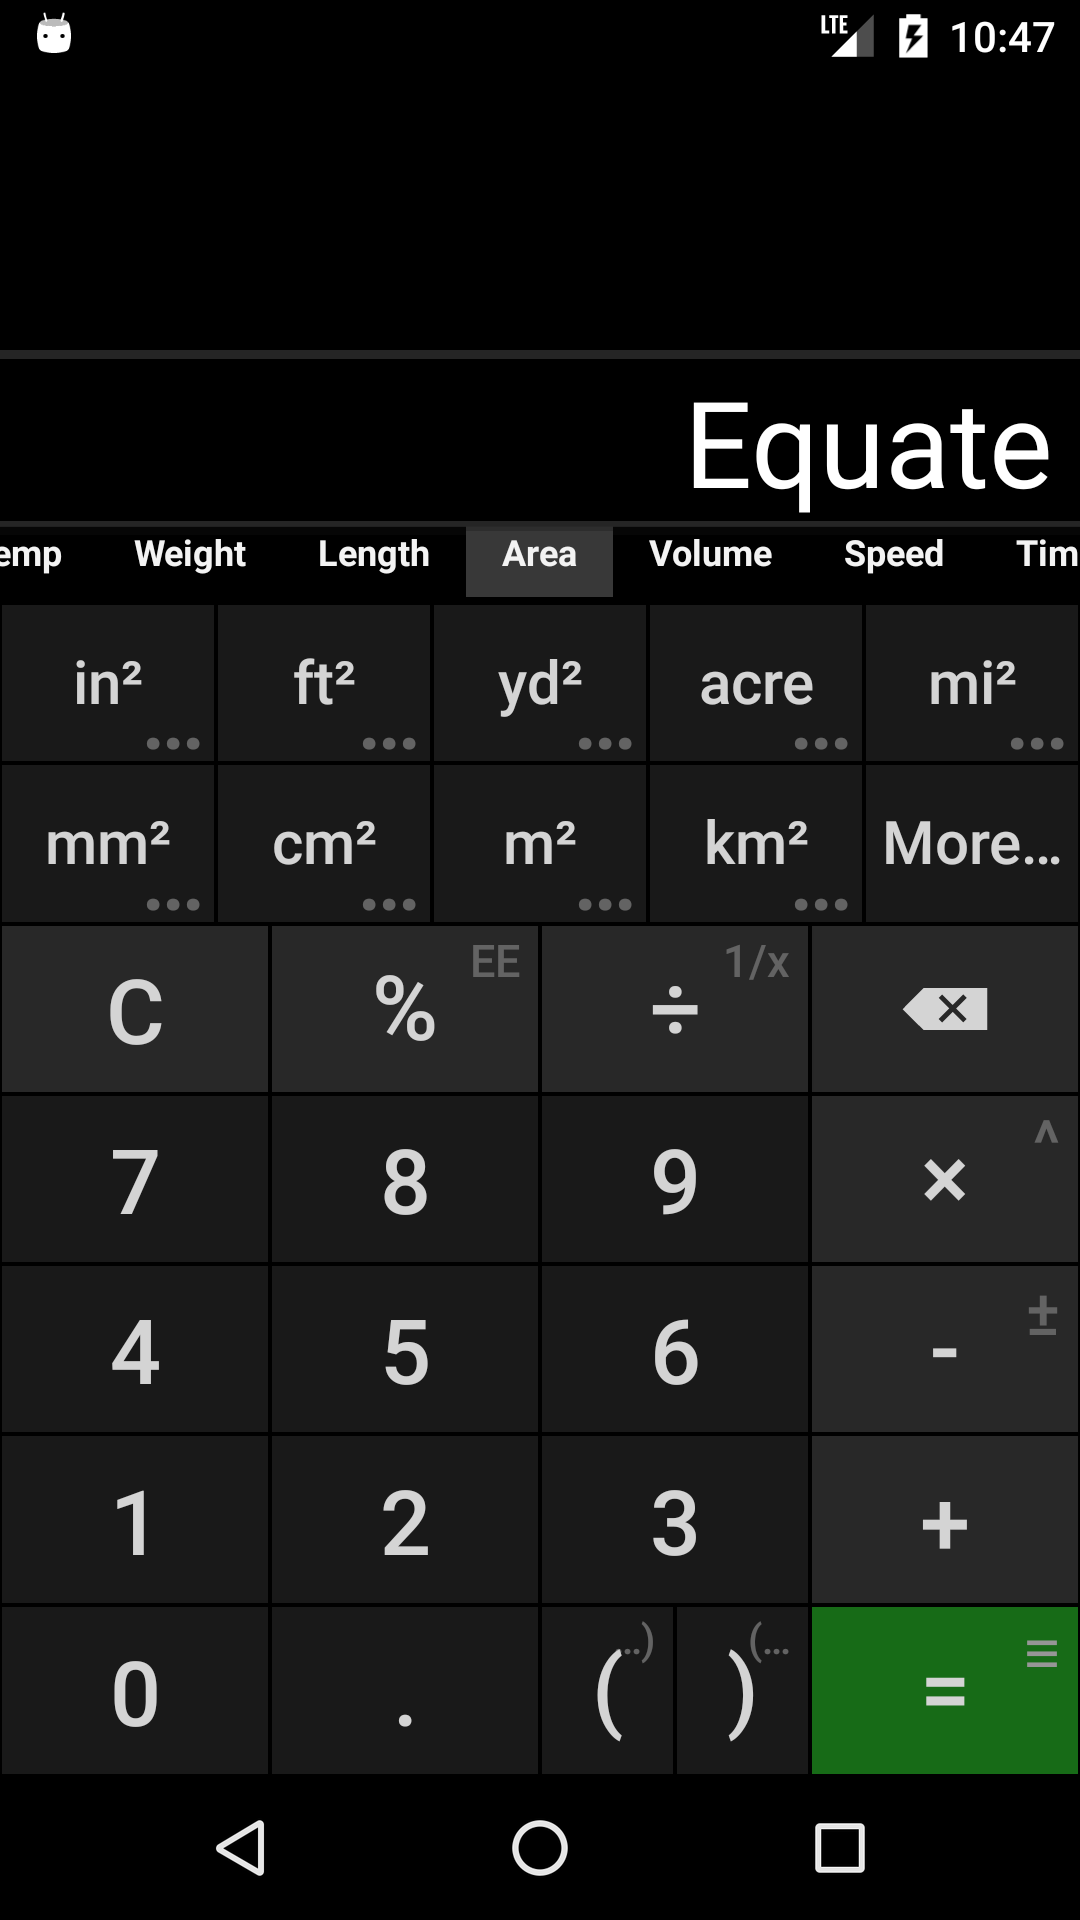 LTE 10:47
Equate
emp Weight Length Area Volume Speed Tim
in² ft² yd² acre mi²
mm² cm² m² km² More...
C % EE ÷ 1/x
7 8 9 × ^
4 5 6 - ±
1 2 3 +
0 . ( ..) ) (... =